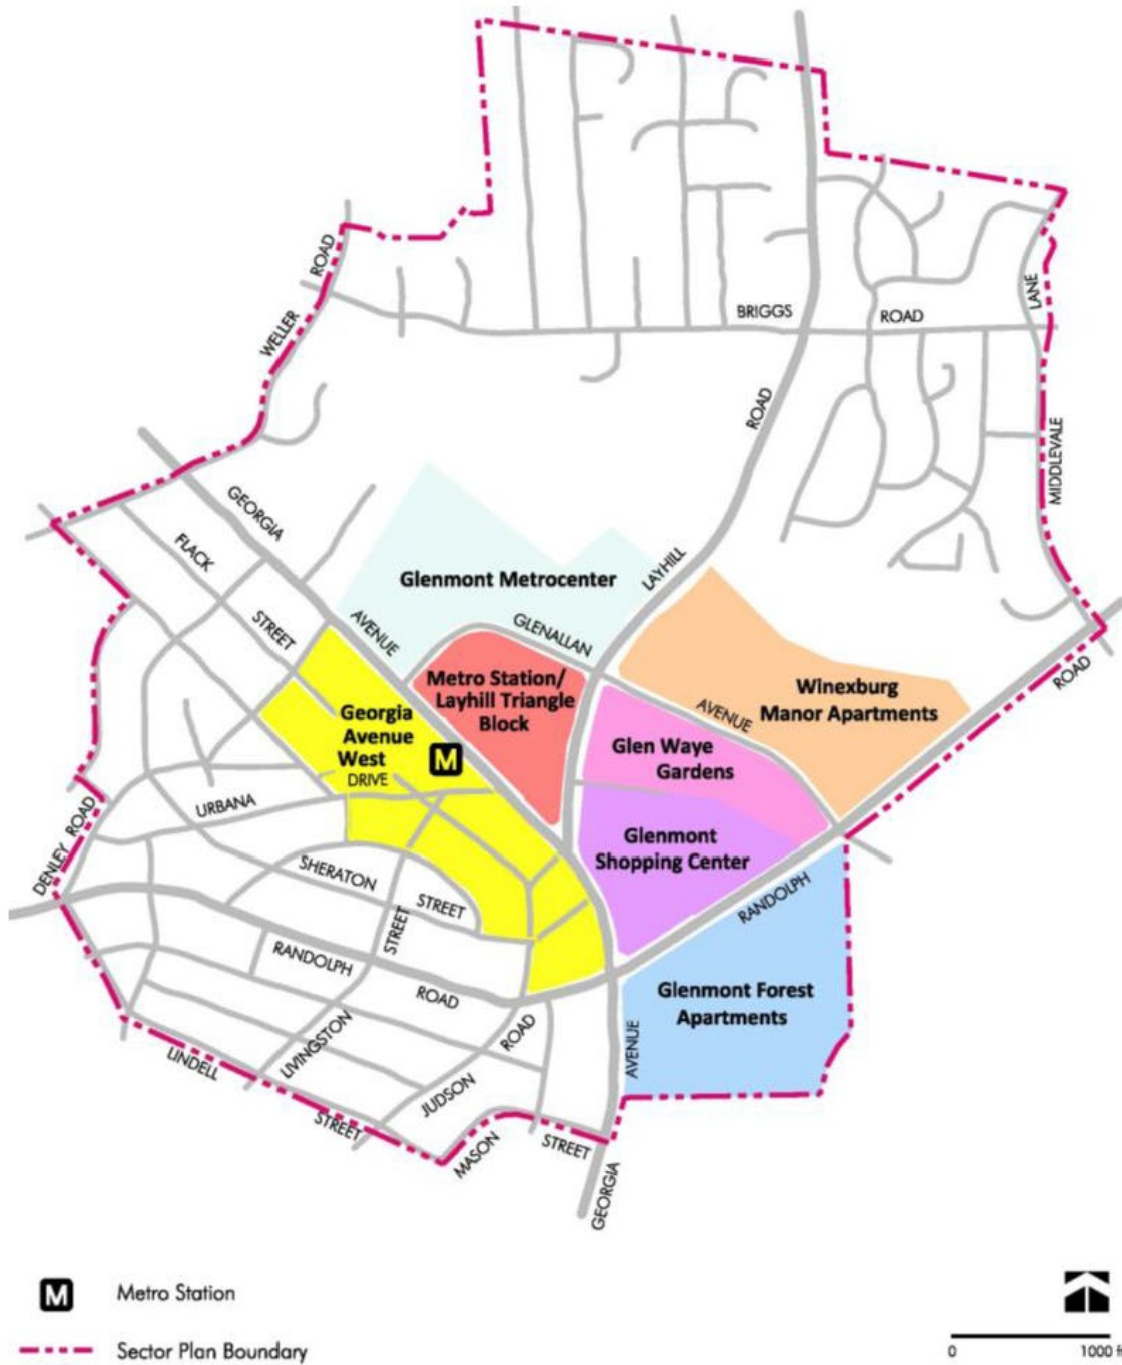 ROAD
WELLER
BRIGGS
ROAD
LANE
ROAD
MIDDLEVALE
GEORGIA
FLACK
LAYHILL
Glenmont Metrocenter
STREET
AVENUE
GLENALLAN
ROAD
Metro Station/
Layhill Triangle
Block
Winexburg
Manor Apartments
Georgia
Avenue
West
M
AVENUE
Glen Waye
Gardens
DRIVE
URBANA
DENLEY ROAD
Glenmont
Shopping Center
SHERATON
STREET
RANDOLPH
STREET
RANDOLPH
ROAD
Glenmont Forest
Apartments
ROAD
AVENUE
LIVINGSTON
LINDELL
JUDSON
STREET
MASON
STREET
GEORGIA
M Metro Station
Sector Plan Boundary
0 1000